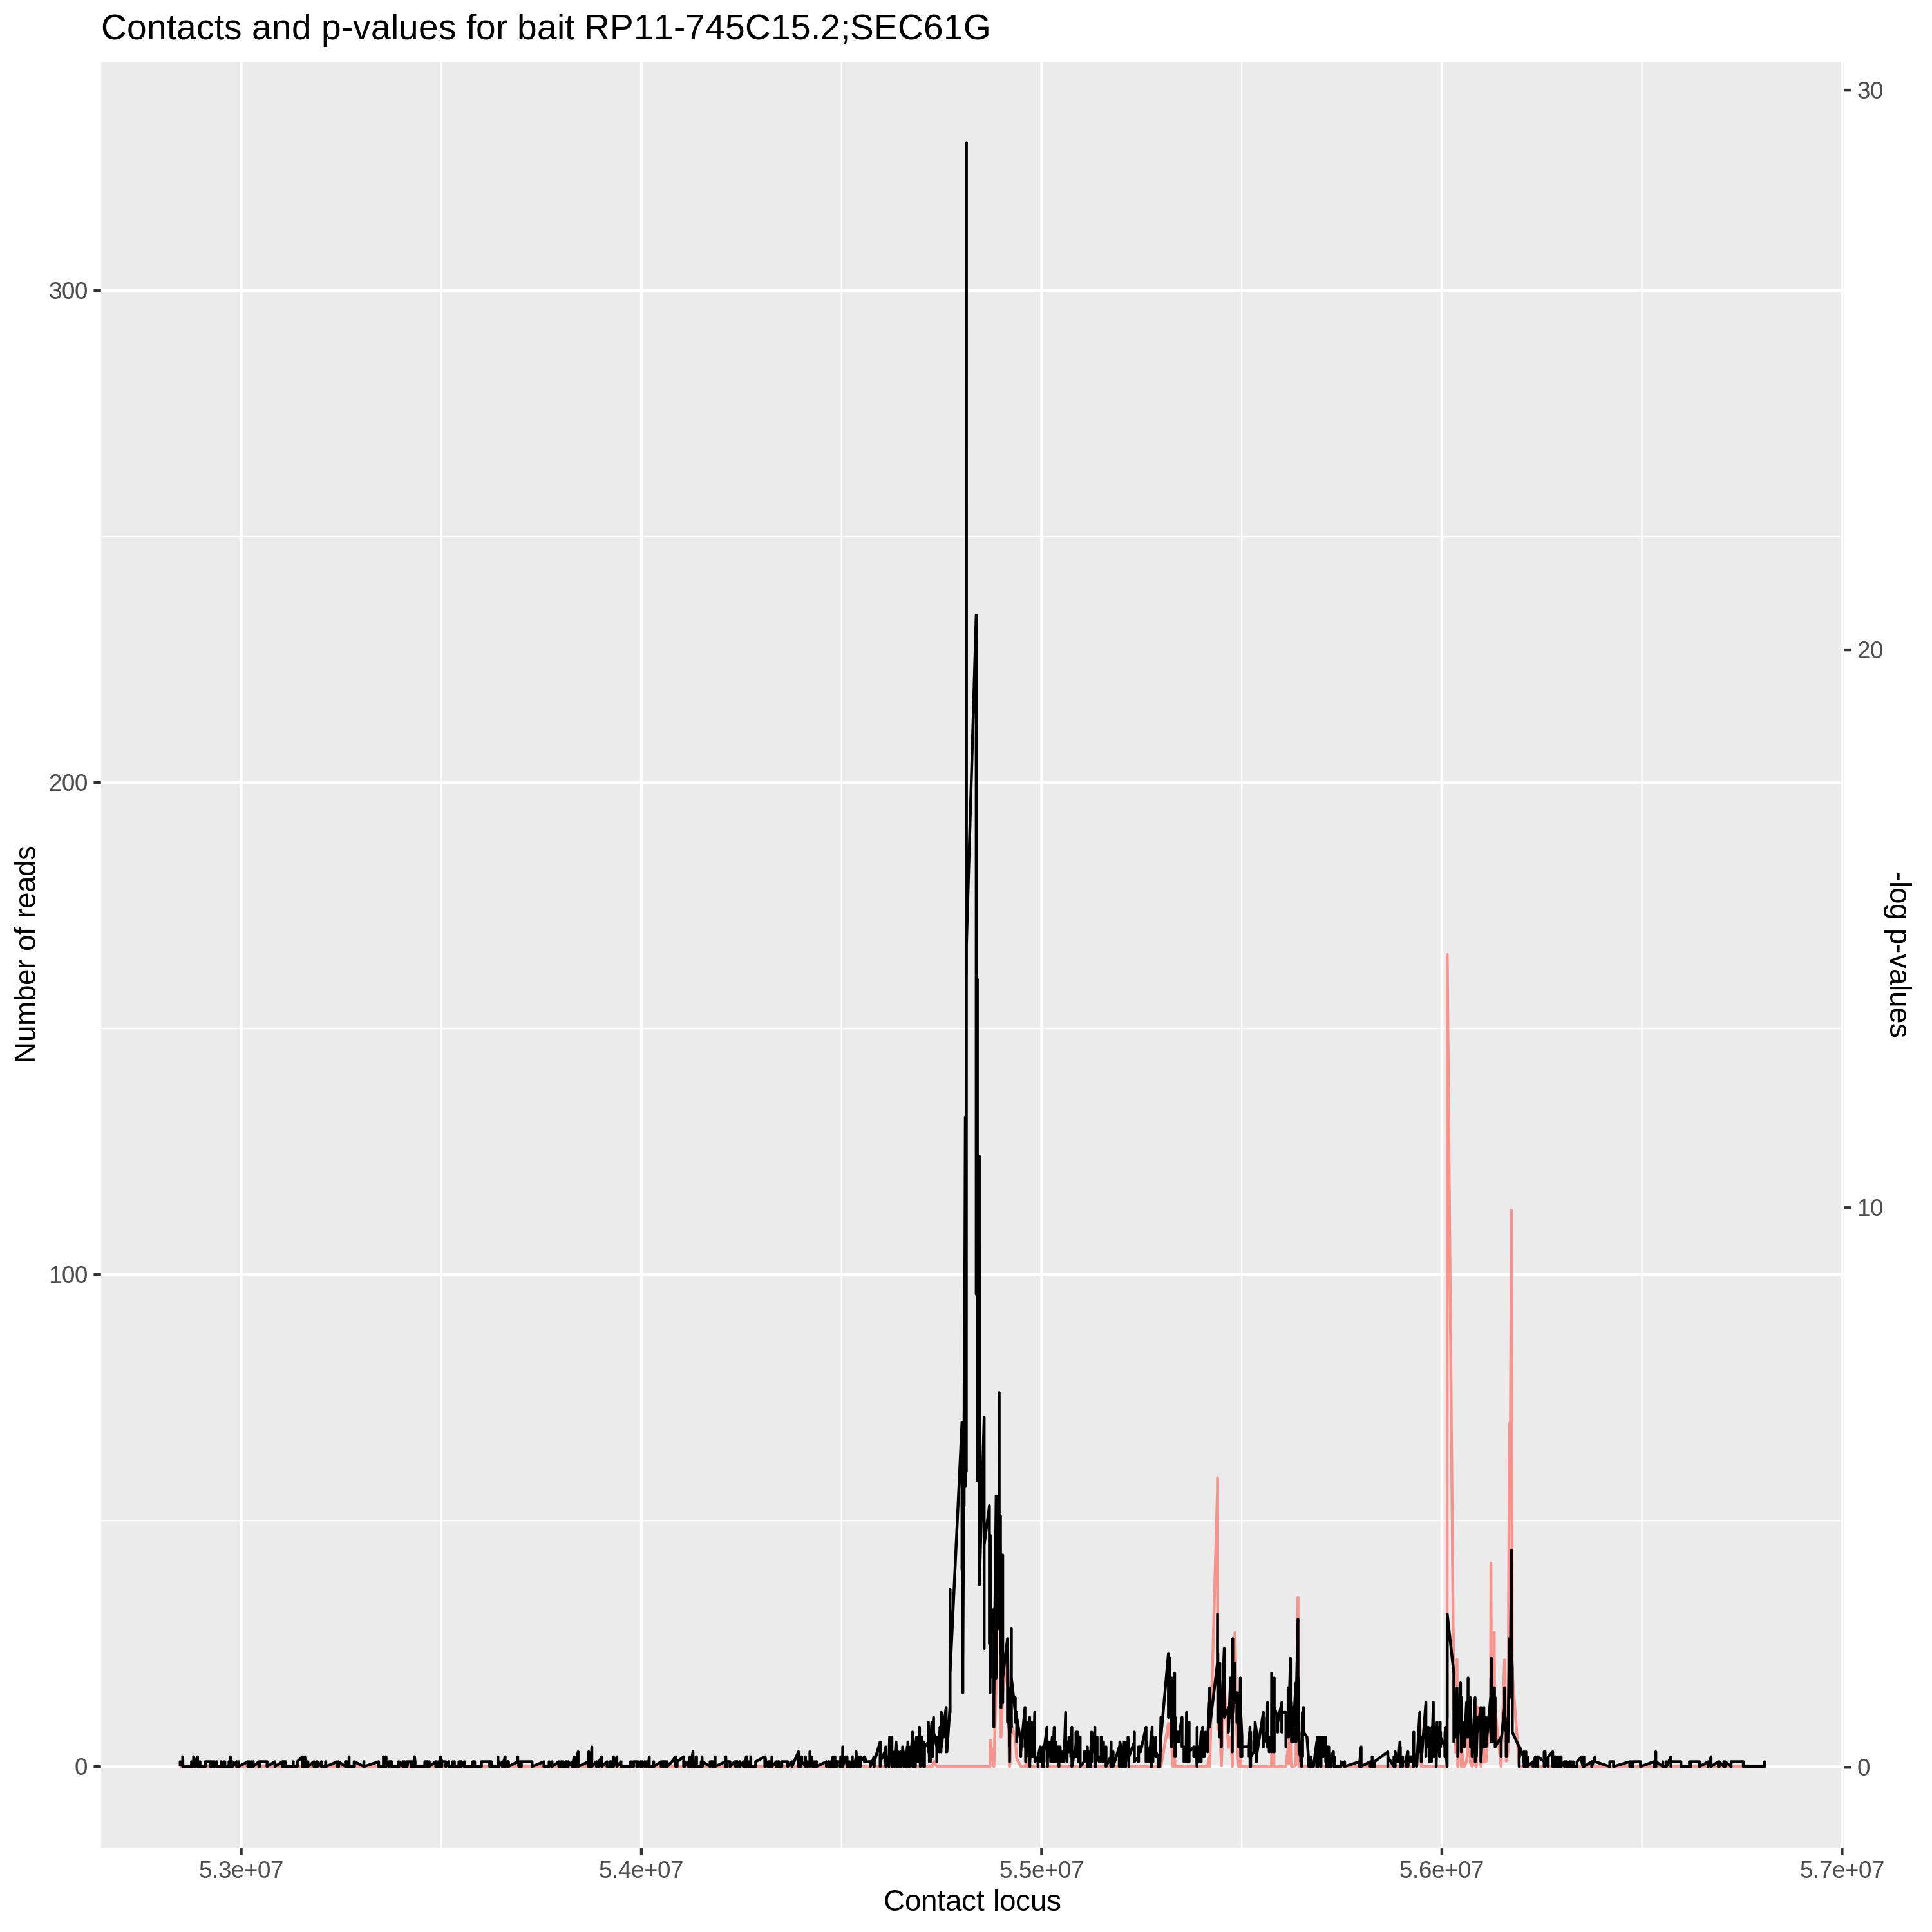 Contacts and p-values for bait RP11-745C15.2;SEC61G
300
200
100
0
Number of reads
30
20
10
0
-log p-values
5.3e+07 5.4e+07 5.5e+07 5.6e+07 5.7e+07
Contact locus